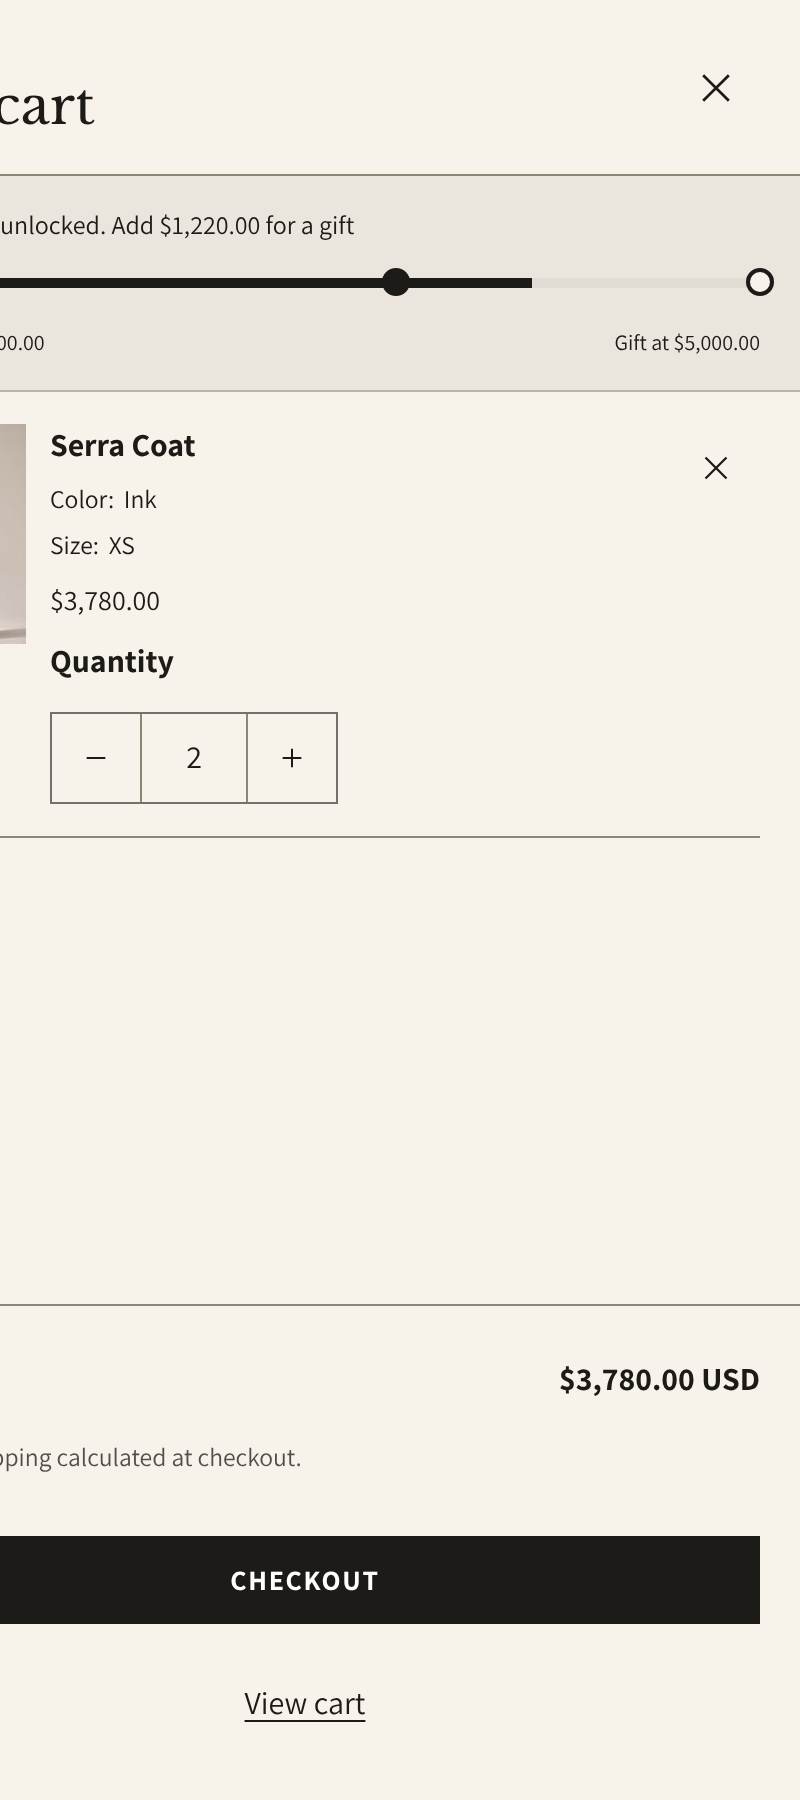 cart
unlocked. Add $1,220.00 for a gift
00.00
Gift at $5,000.00
Serra Coat
Color: Ink
Size: XS
$3,780.00
Quantity
− 2 +
$3,780.00 USD
pping calculated at checkout.
CHECKOUT
View cart